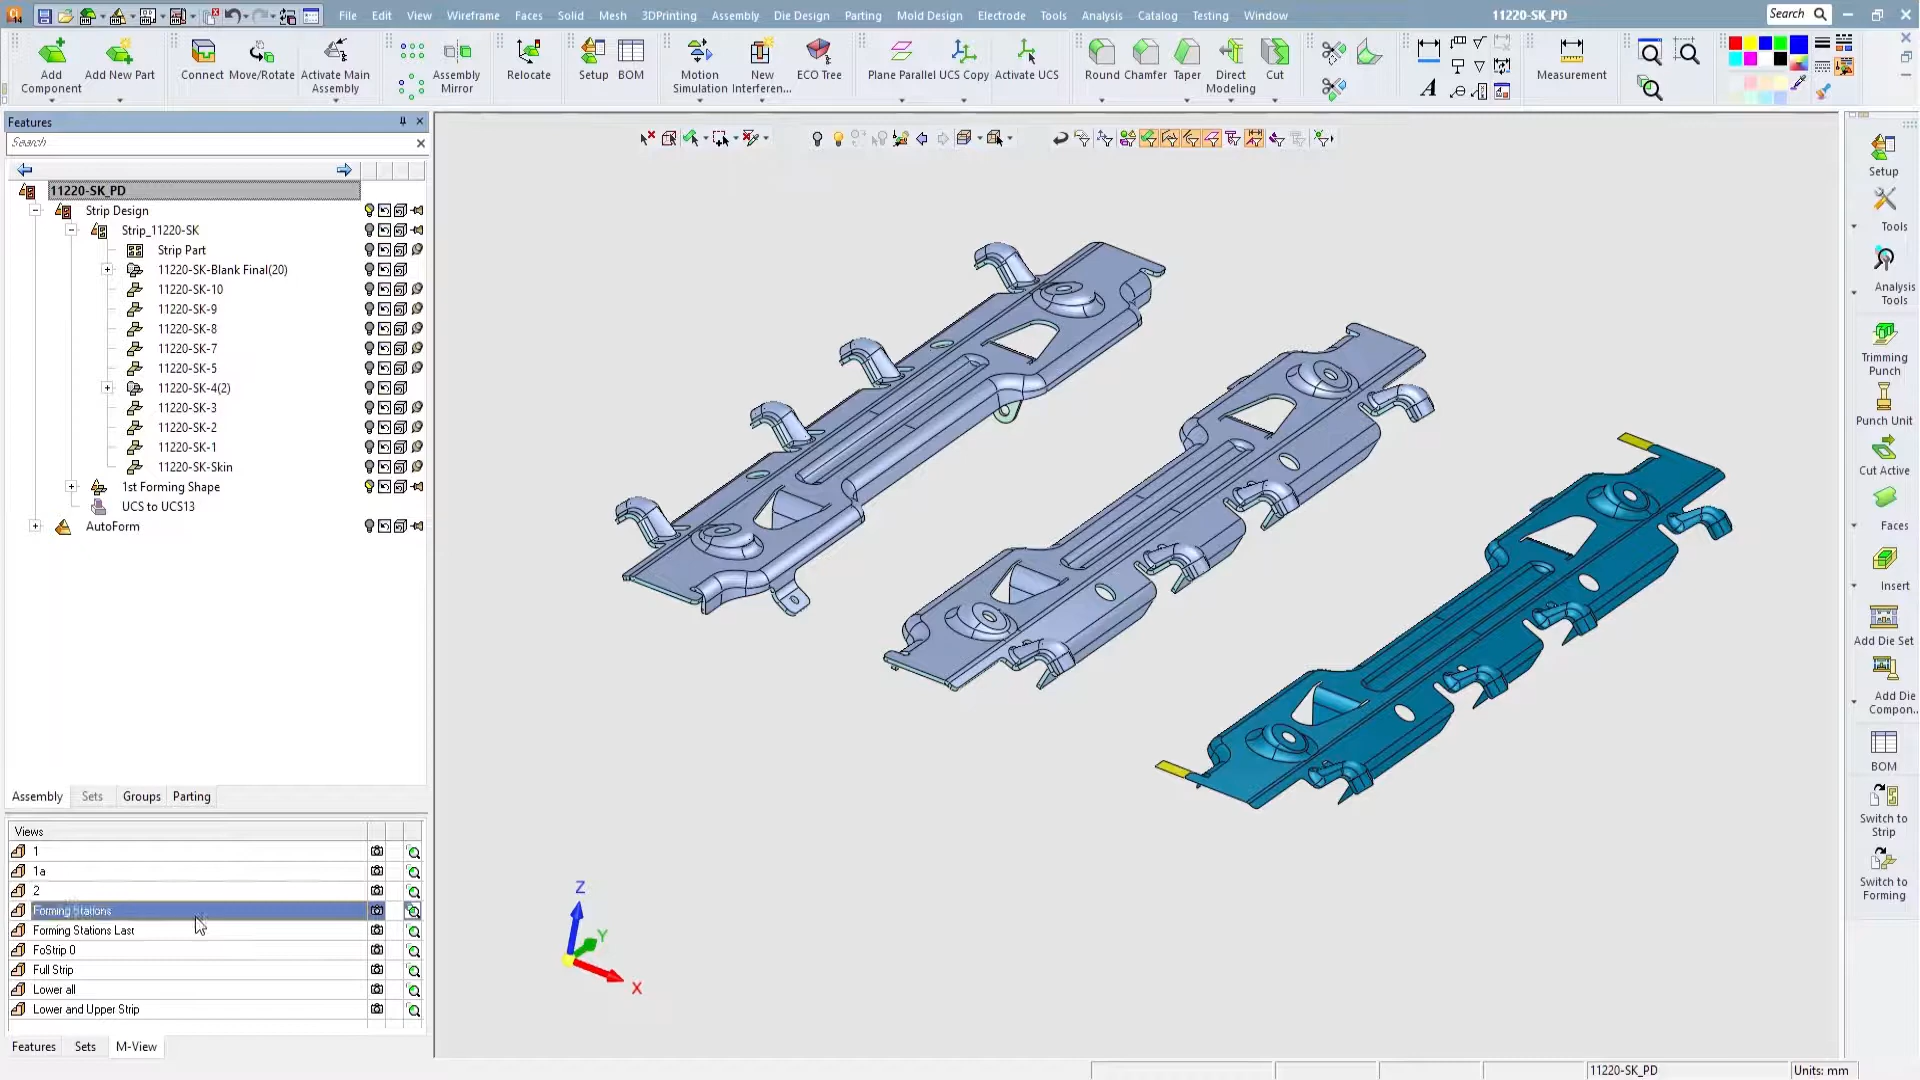 File Edit View Wireframe Faces Solid Mesh 3DPrinting Assembly Die Design Parting Mold Design Electrode Tools Analysis Catalog Testing Window
11220-SK_PD
Search
Add Component
Add New Part
Connect
Move/Rotate
Activate Main Assembly
Assembly Mirror
Relocate
Setup
BOM
Motion Simulation
New Interferen...
ECO Tree
Plane Parallel
UCS Copy
Activate UCS
Round
Chamfer
Taper
Direct Modeling
Cut
Measurement
Features
Search...
11220-SK_PD
Strip Design
Strip_11220-SK
Strip Part
11220-SK-Blank Final(20)
11220-SK-10
11220-SK-9
11220-SK-8
11220-SK-7
11220-SK-5
11220-SK-4(2)
11220-SK-3
11220-SK-2
11220-SK-1
11220-SK-Skin
1st Forming Shape
UCS to UCS13
AutoForm
Assembly Sets Groups Parting
Views
1
1a
2
Forming Stations
Forming Stations Last
FoStrip 0
Full Strip
Lower all
Lower and Upper Strip
Features Sets M-View
Z
Y
X
Setup
Tools
Analysis Tools
Trimming Punch
Punch Unit
Cut Active
Faces
Insert
Add Die Set
Add Die Compon...
BOM
Switch to Strip
Switch to Forming
11220-SK_PD
Units: mm